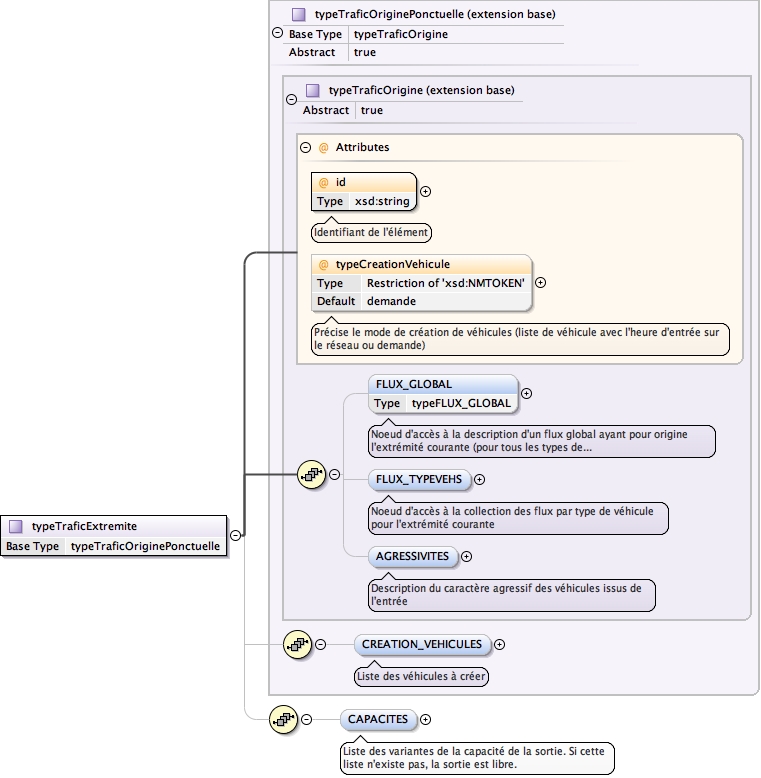 typeTraficOriginePonctuelle (extension base)
Base Type typeTraficOrigine
Abstract true
typeTraficOrigine (extension base)
Abstract true
@ Attributes
@ id
Type xsd:string
Identifiant de l'élément
@ typeCreationVehicule
Type Restriction of 'xsd:NMTOKEN'
Default demande
Précise le mode de création de véhicules (liste de véhicule avec l'heure d'entrée sur
le réseau ou demande)
FLUX_GLOBAL
Type typeFLUX_GLOBAL
Noeud d'accès à la description d'un flux global ayant pour origine
l'extrémité courante (pour tous les types de...
FLUX_TYPEVEHS
Noeud d'accès à la collection des flux par type de véhicule
pour l'extrémité courante
typeTraficExtremite
Base Type typeTraficOriginePonctuelle
AGRESSIVITES
Description du caractère agressif des véhicules issus de
l'entrée
CREATION_VEHICULES
Liste des véhicules à créer
CAPACITES
Liste des variantes de la capacité de la sortie. Si cette
liste n'existe pas, la sortie est libre.